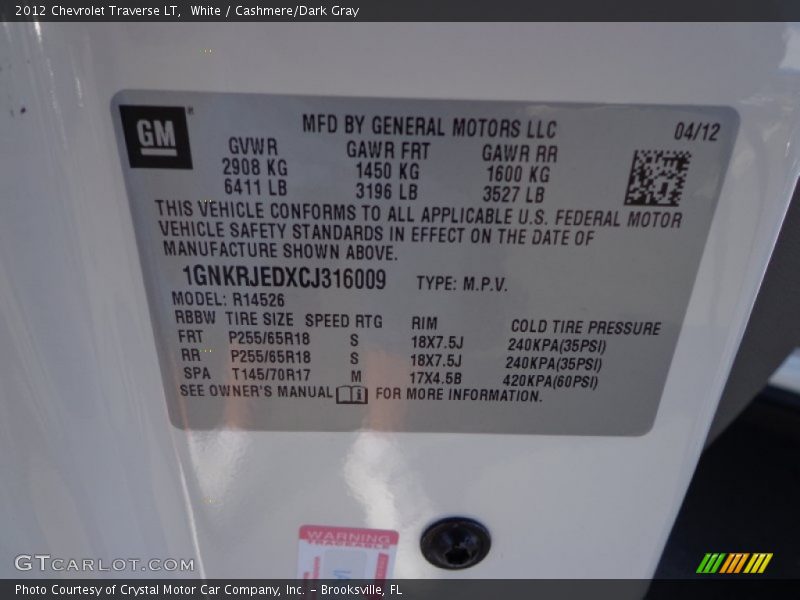 2012 Chevrolet Traverse LT, White / Cashmere/Dark Gray
GM
MFD BY GENERAL MOTORS LLC 04/12
GVWR GAWR FRT GAWR RR
2908 KG 1450 KG 1600 KG
6411 LB 3196 LB 3527 LB
THIS VEHICLE CONFORMS TO ALL APPLICABLE U.S. FEDERAL MOTOR
VEHICLE SAFETY STANDARDS IN EFFECT ON THE DATE OF
MANUFACTURE SHOWN ABOVE.
1GNKRJEDXCJ316009 TYPE: M.P.V.
MODEL: R14526
RBBW TIRE SIZE SPEED RTG RIM COLD TIRE PRESSURE
FRT P255/65R18 S 18X7.5J 240KPA(35PSI)
RR P255/65R18 S 18X7.5J 240KPA(35PSI)
SPA T145/70R17 M 17X4.5B 420KPA(60PSI)
SEE OWNER'S MANUAL FOR MORE INFORMATION.
WARNING
TRACEABLE
GTCARLOT.COM
Photo Courtesy of Crystal Motor Car Company, Inc. – Brooksville, FL